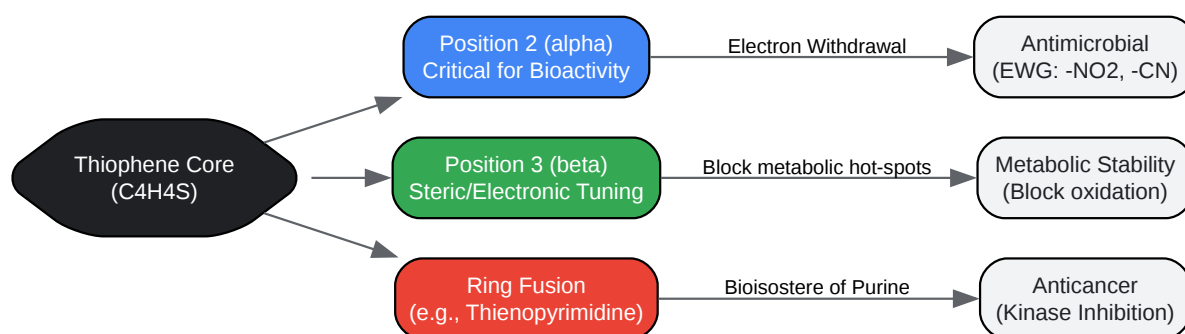 Thiophene Core
(C4H4S)
Position 2 (alpha)
Critical for Bioactivity
Electron Withdrawal
Antimicrobial
(EWG: -NO2, -CN)
Position 3 (beta)
Steric/Electronic Tuning
Block metabolic hot-spots
Metabolic Stability
(Block oxidation)
Ring Fusion
(e.g., Thienopyrimidine)
Bioisostere of Purine
Anticancer
(Kinase Inhibition)